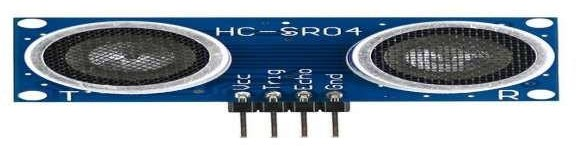 HC-SR04
Vcc
Trig
Echo
Gnd
T
R